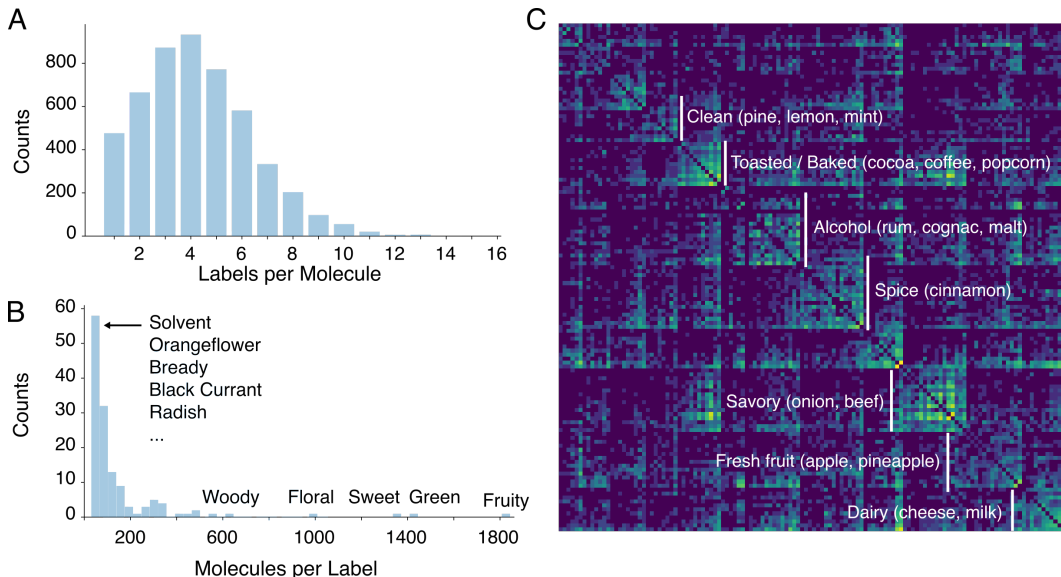 A
Counts
800
600
400
200
0
2 4 6 8 10 12 14 16
Labels per Molecule
B
Counts
60
50
40
30
20
10
0
Solvent
Orangeflower
Bready
Black Currant
Radish
...
Woody Floral Sweet Green Fruity
200 600 1000 1400 1800
Molecules per Label
C
Clean (pine, lemon, mint)
Toasted / Baked (cocoa, coffee, popcorn)
Alcohol (rum, cognac, malt)
Spice (cinnamon)
Savory (onion, beef)
Fresh fruit (apple, pineapple)
Dairy (cheese, milk)